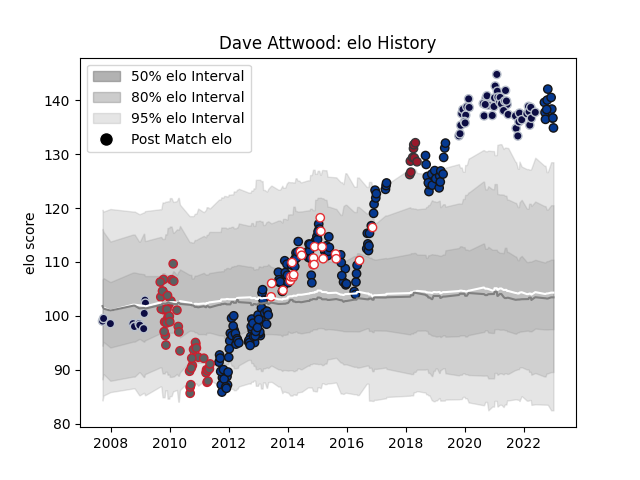 Dave Attwood: elo History
50% elo Interval
80% elo Interval
95% elo Interval
Post Match elo
elo score
140
130
120
110
100
90
80
2008 2010 2012 2014 2016 2018 2020 2022